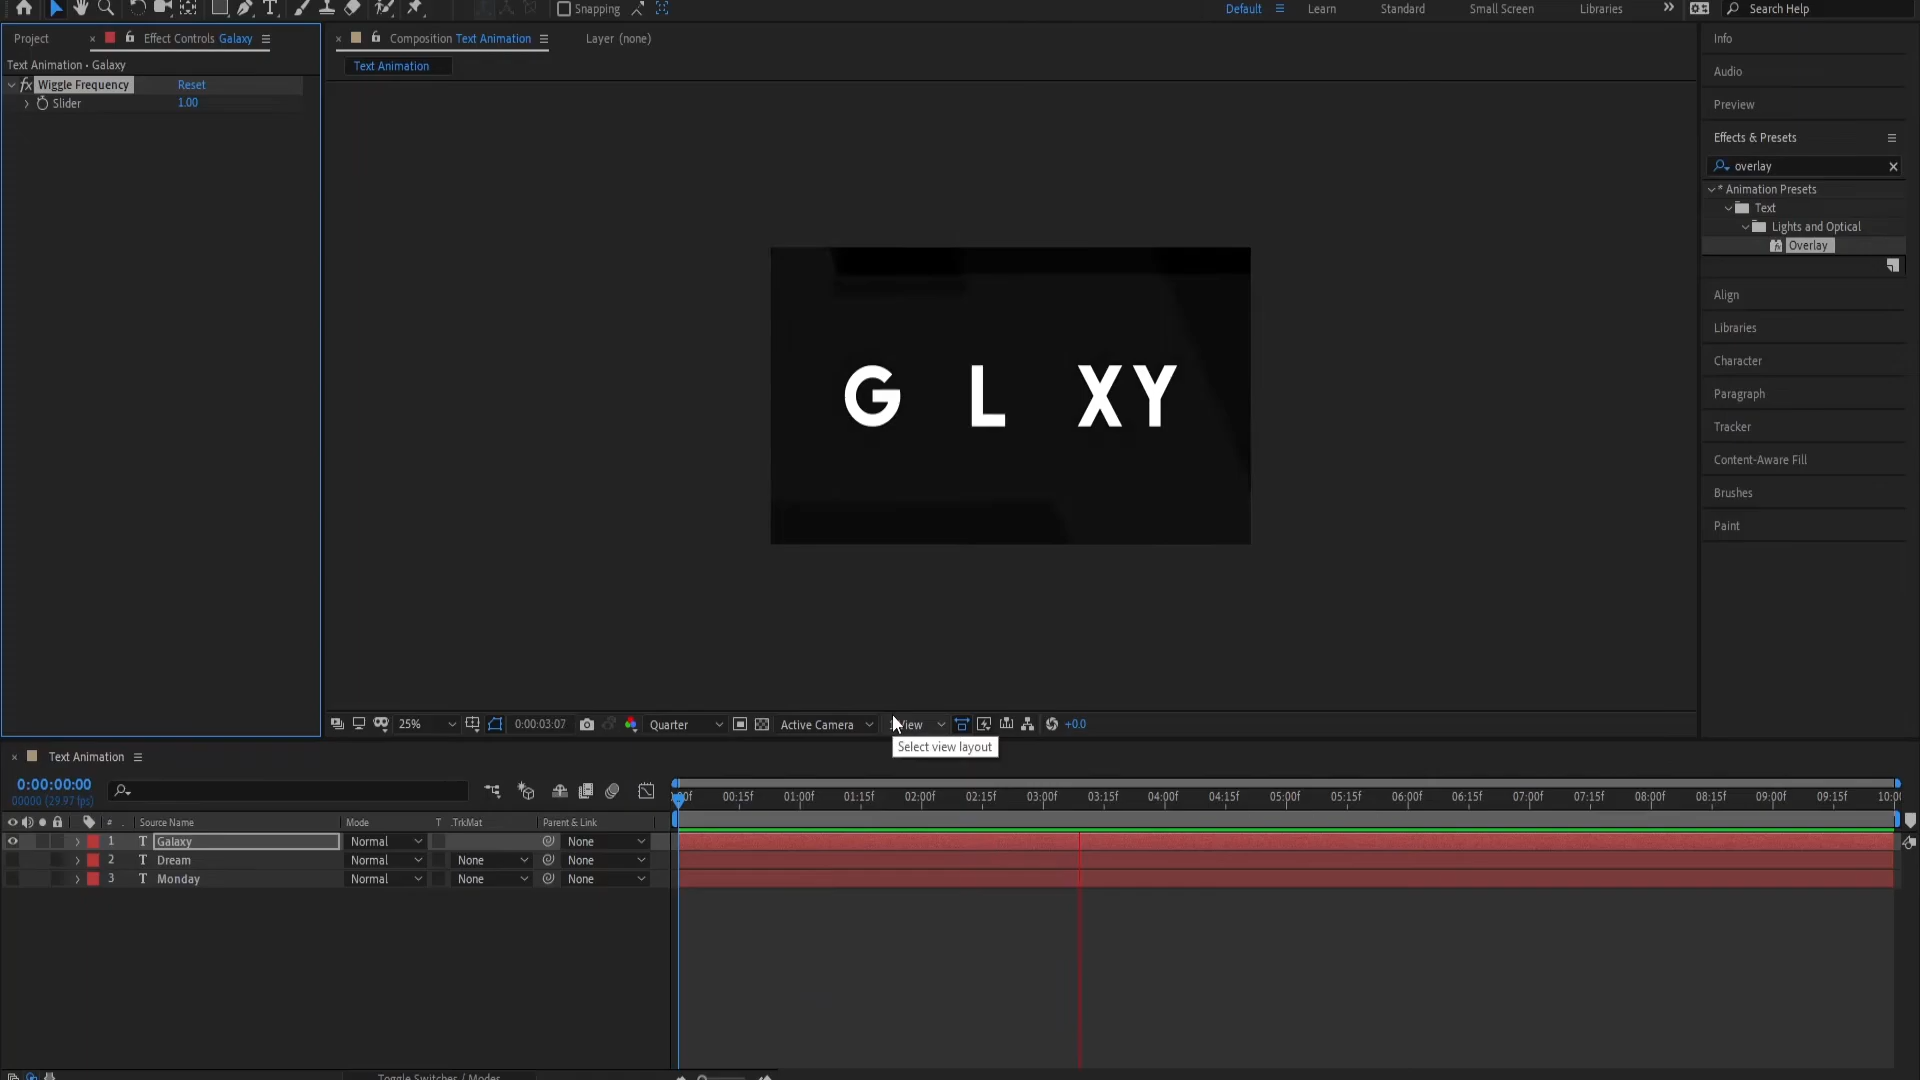 Snapping
Default
Learn
Standard
Small Screen
Libraries
Search Help
Project
Effect Controls Galaxy
Composition Text Animation
Layer (none)
Info
Text Animation • Galaxy
Text Animation
Audio
fx Wiggle Frequency
Reset
Slider
1.00
Preview
Effects & Presets
overlay
* Animation Presets
Text
Lights and Optical
Overlay
Align
Libraries
Character
Paragraph
Tracker
Content-Aware Fill
Brushes
Paint
G L XY
25%
0:00:03:07
Quarter
Active Camera
View
+0.0
Select view layout
Text Animation
0:00:00:00
00000 (29.97 fps)
00:15f
01:00f
01:15f
02:00f
02:15f
03:00f
03:15f
04:00f
04:15f
05:00f
05:15f
06:00f
06:15f
07:00f
07:15f
08:00f
08:15f
09:00f
09:15f
#
Source Name
Mode
T
.TrkMat
Parent & Link
1
T
Galaxy
Normal
None
2
T
Dream
Normal
None
None
3
T
Monday
Normal
None
None
Toggle Switches / Modes